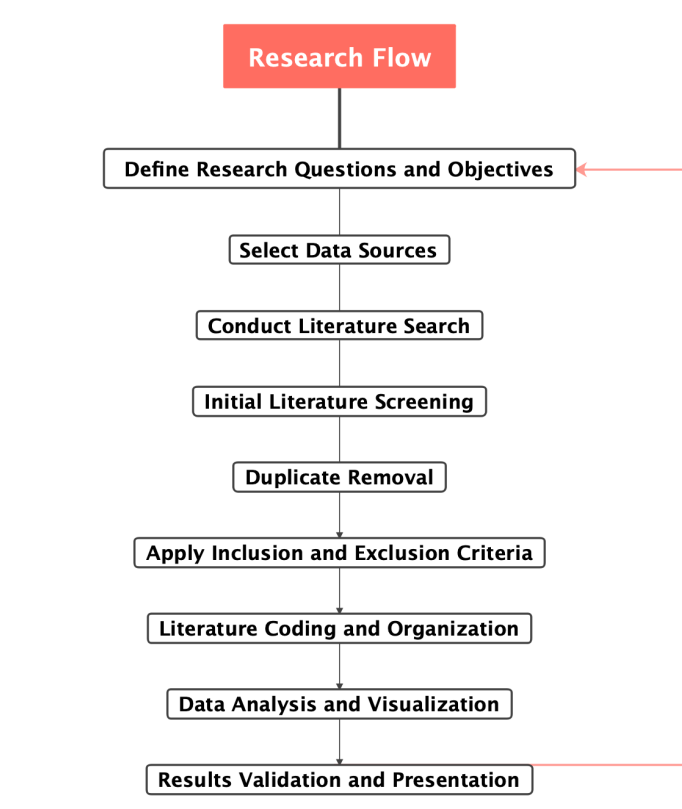 Research Flow
Define Research Questions and Objectives
Select Data Sources
Conduct Literature Search
Initial Literature Screening
Duplicate Removal
Apply Inclusion and Exclusion Criteria
Literature Coding and Organization
Data Analysis and Visualization
Results Validation and Presentation